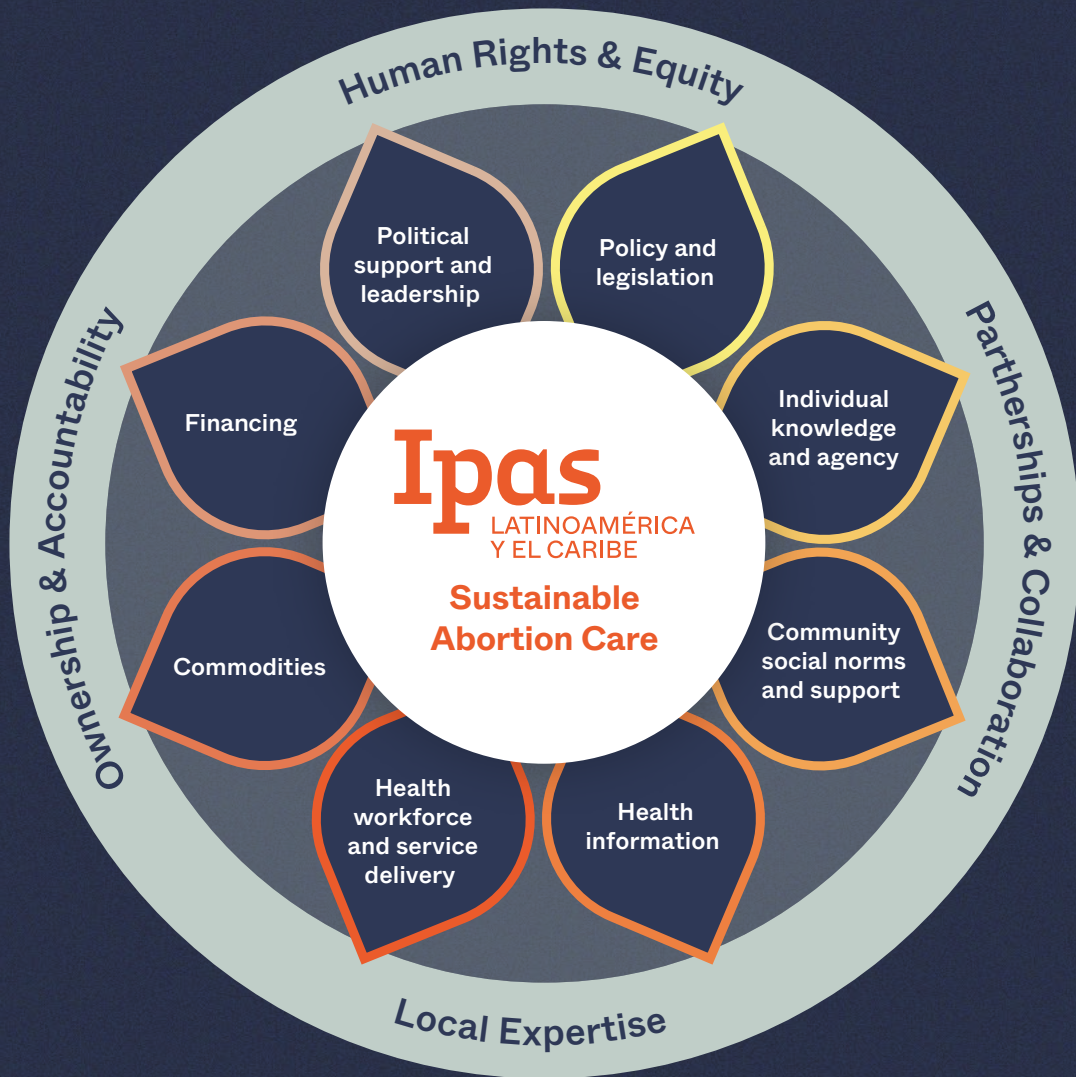 Human Rights & Equity
Political
support and
leadership
Policy and
legislation
Ownership & Accountability
Partherships & Collaboration
Financing
Individual
knowledge
and agency
Ipas
LATINOAMÉRICA
Y EL CARIBE
Sustainable
Abortion Care
Commodities
Community
social norms
and support
Health
workforce
and service
delivery
Health
information
Local Expertise